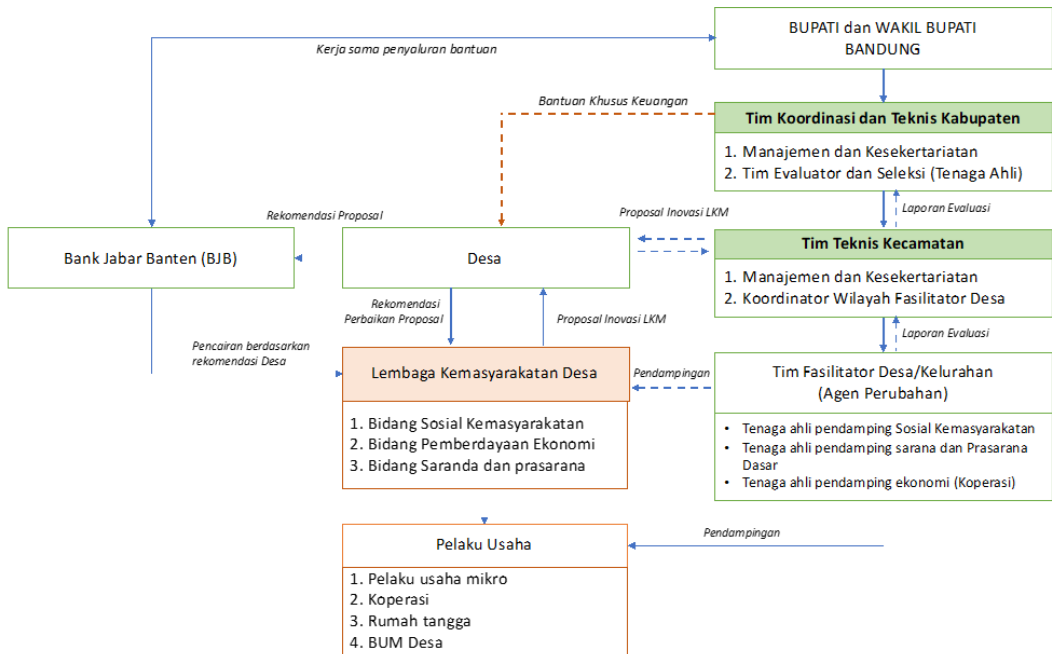 BUPATI dan WAKIL BUPATI
BANDUNG
Kerja sama penyaluran bantuan
Bantuan Khusus Keuangan
Tim Koordinasi dan Teknis Kabupaten
1. Manajemen dan Kesekertariatan
2. Tim Evaluator dan Seleksi (Tenaga Ahli)
Laporan Evaluasi
Rekomendasi Proposal
Proposal Inovasi LKM
Bank Jabar Banten (BJB)
Desa
Tim Teknis Kecamatan
1. Manajemen dan Kesekertariatan
2. Koordinator Wilayah Fasilitator Desa
Rekomendasi
Perbaikan Proposal
Proposal Inovasi LKM
Laporan Evaluasi
Pencairan berdasarkan
rekomendasi Desa
Lembaga Kemasyarakatan Desa
Pendampingan
Tim Fasilitator Desa/Kelurahan
(Agen Perubahan)
1. Bidang Sosial Kemasyarakatan
2. Bidang Pemberdayaan Ekonomi
3. Bidang Saranda dan prasarana
• Tenaga ahli pendamping Sosial Kemasyarakatan
• Tenaga ahli pendamping sarana dan Prasarana
Dasar
• Tenaga ahli pendamping ekonomi (Koperasi)
Pelaku Usaha
Pendampingan
1. Pelaku usaha mikro
2. Koperasi
3. Rumah tangga
4. BUM Desa